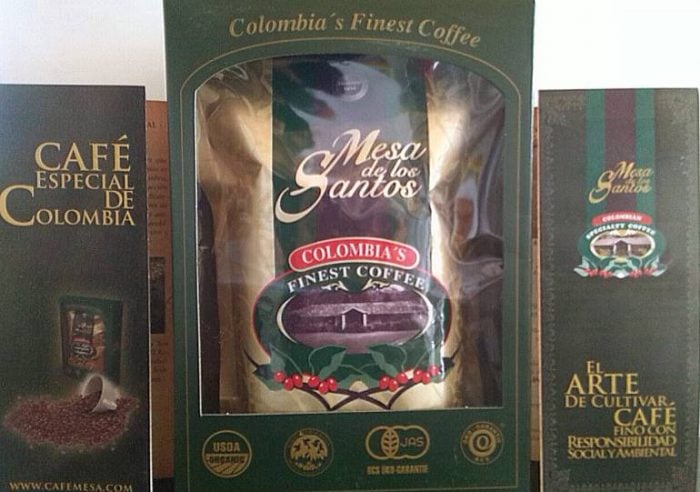 CAFÉ
ESPECIAL
DE
COLOMBIA
WWW.CAFEMESA.COM
Colombia´s Finest Coffee
Mesa
de los
Santos
COLOMBIA´S
FINEST COFFEE
USDA
ORGANIC
JAS
BCS ÖKO-GARANTIE
Mesa
de los
Santos
COLOMBIAN
SPECIALTY COFFEE
EL
ARTE
DE CULTIVAR
CAFÉ
FINO CON
RESPONSIBILIDAD
SOCIAL Y AMBIENTAL